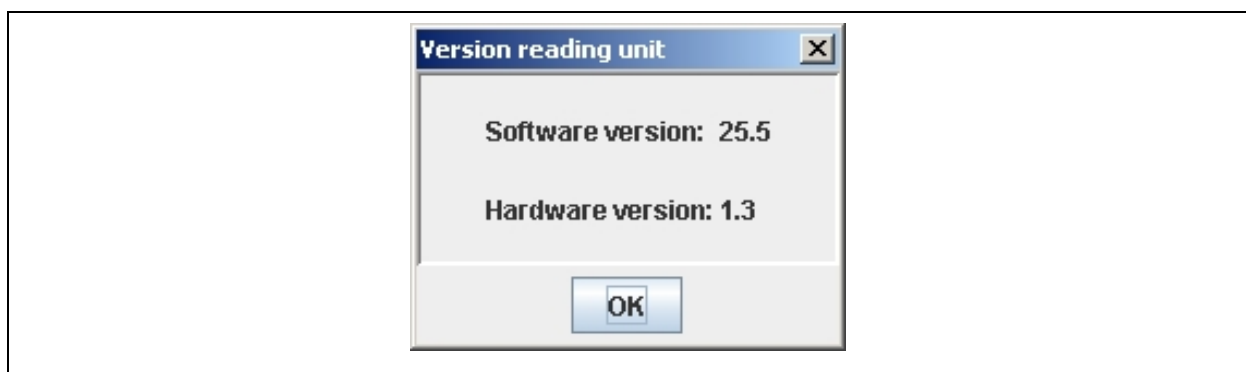 Version reading unit
Software version: 25.5
Hardware version: 1.3
OK